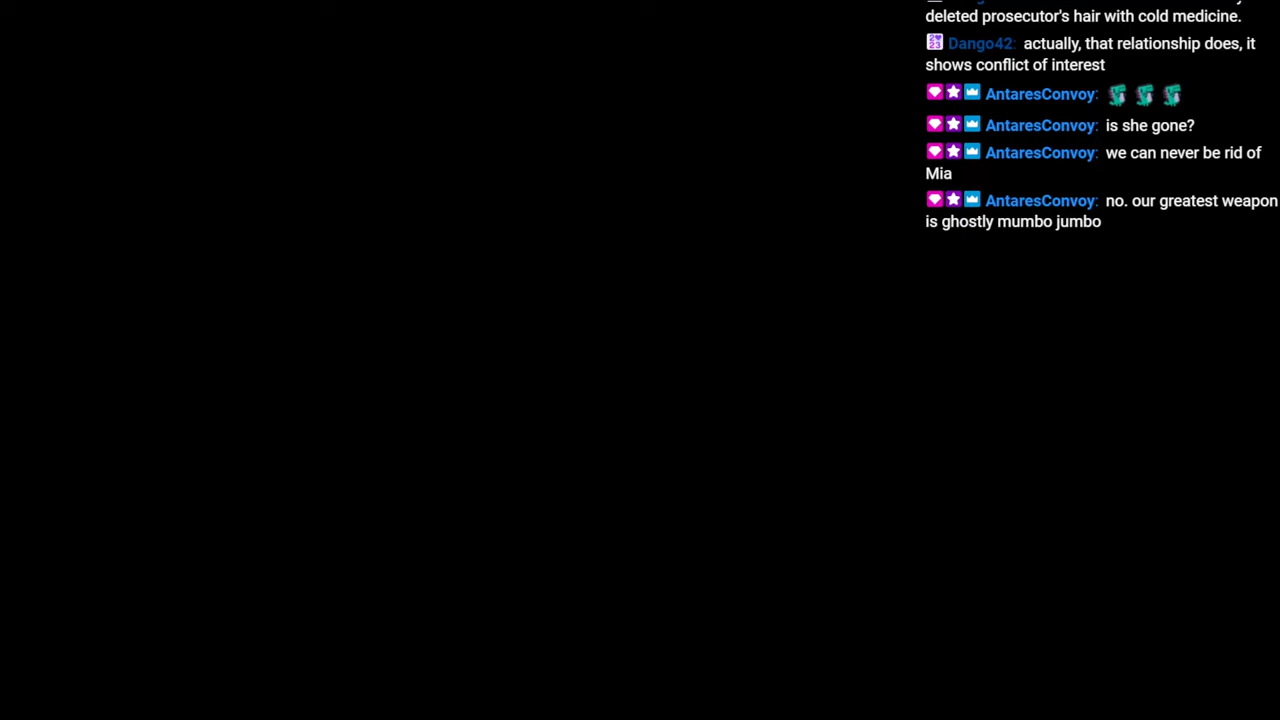 deleted prosecutor's hair with cold medicine.
Dango42: actually, that relationship does, it
shows conflict of interest
AntaresConvoy:
AntaresConvoy: is she gone?
AntaresConvoy: we can never be rid of
Mia
AntaresConvoy: no. our greatest weapon
is ghostly mumbo jumbo